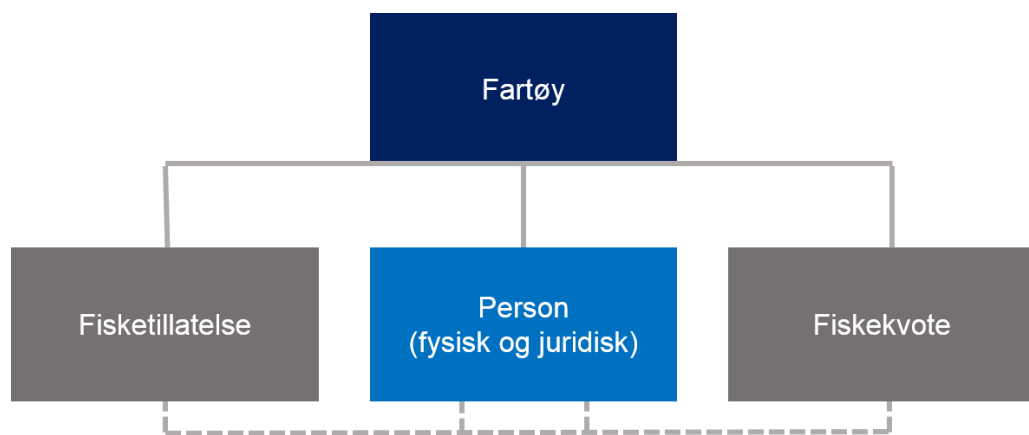 Fartøy
Fisketillatelse
Person
(fysisk og juridisk)
Fiskekvote